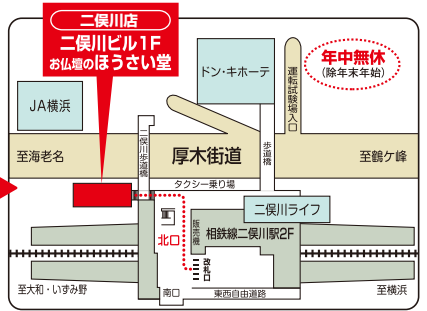 二俣川店
二俣川ビル1F
お仏壇のほうさい堂
ドン・キホーテ
運転試験場入口
年中無休
(除年末年始)
JA横浜
二俣川歩道橋
厚木街道
歩道橋
至海老名
至鶴ケ峰
タクシー乗り場
二俣川ライフ
販売機
相鉄線二俣川駅2F
北口
改札口
至大和・いずみ野
南口
東西自由道路
至横浜